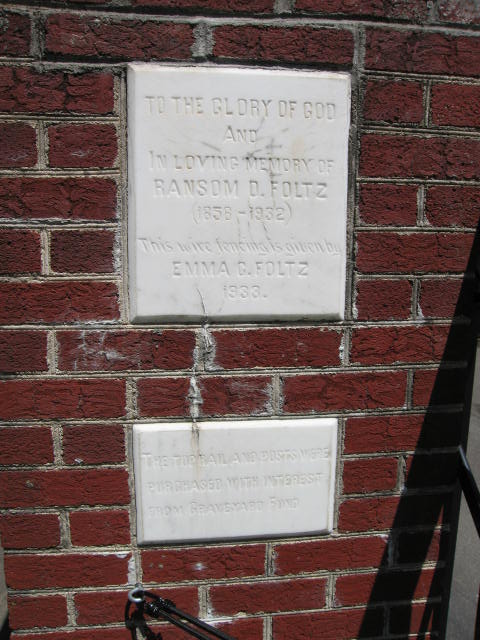 TO THE GLORY OF GOD
AND
IN LOVING MEMORY OF
RANSOM D. FOLTZ
(1858-1932)
This wire fencing is given by
EMMA C. FOLTZ
1933.
THE TOP RAIL AND POSTS WERE
PURCHASED WITH INTEREST
FROM GRAVEYARD FUND